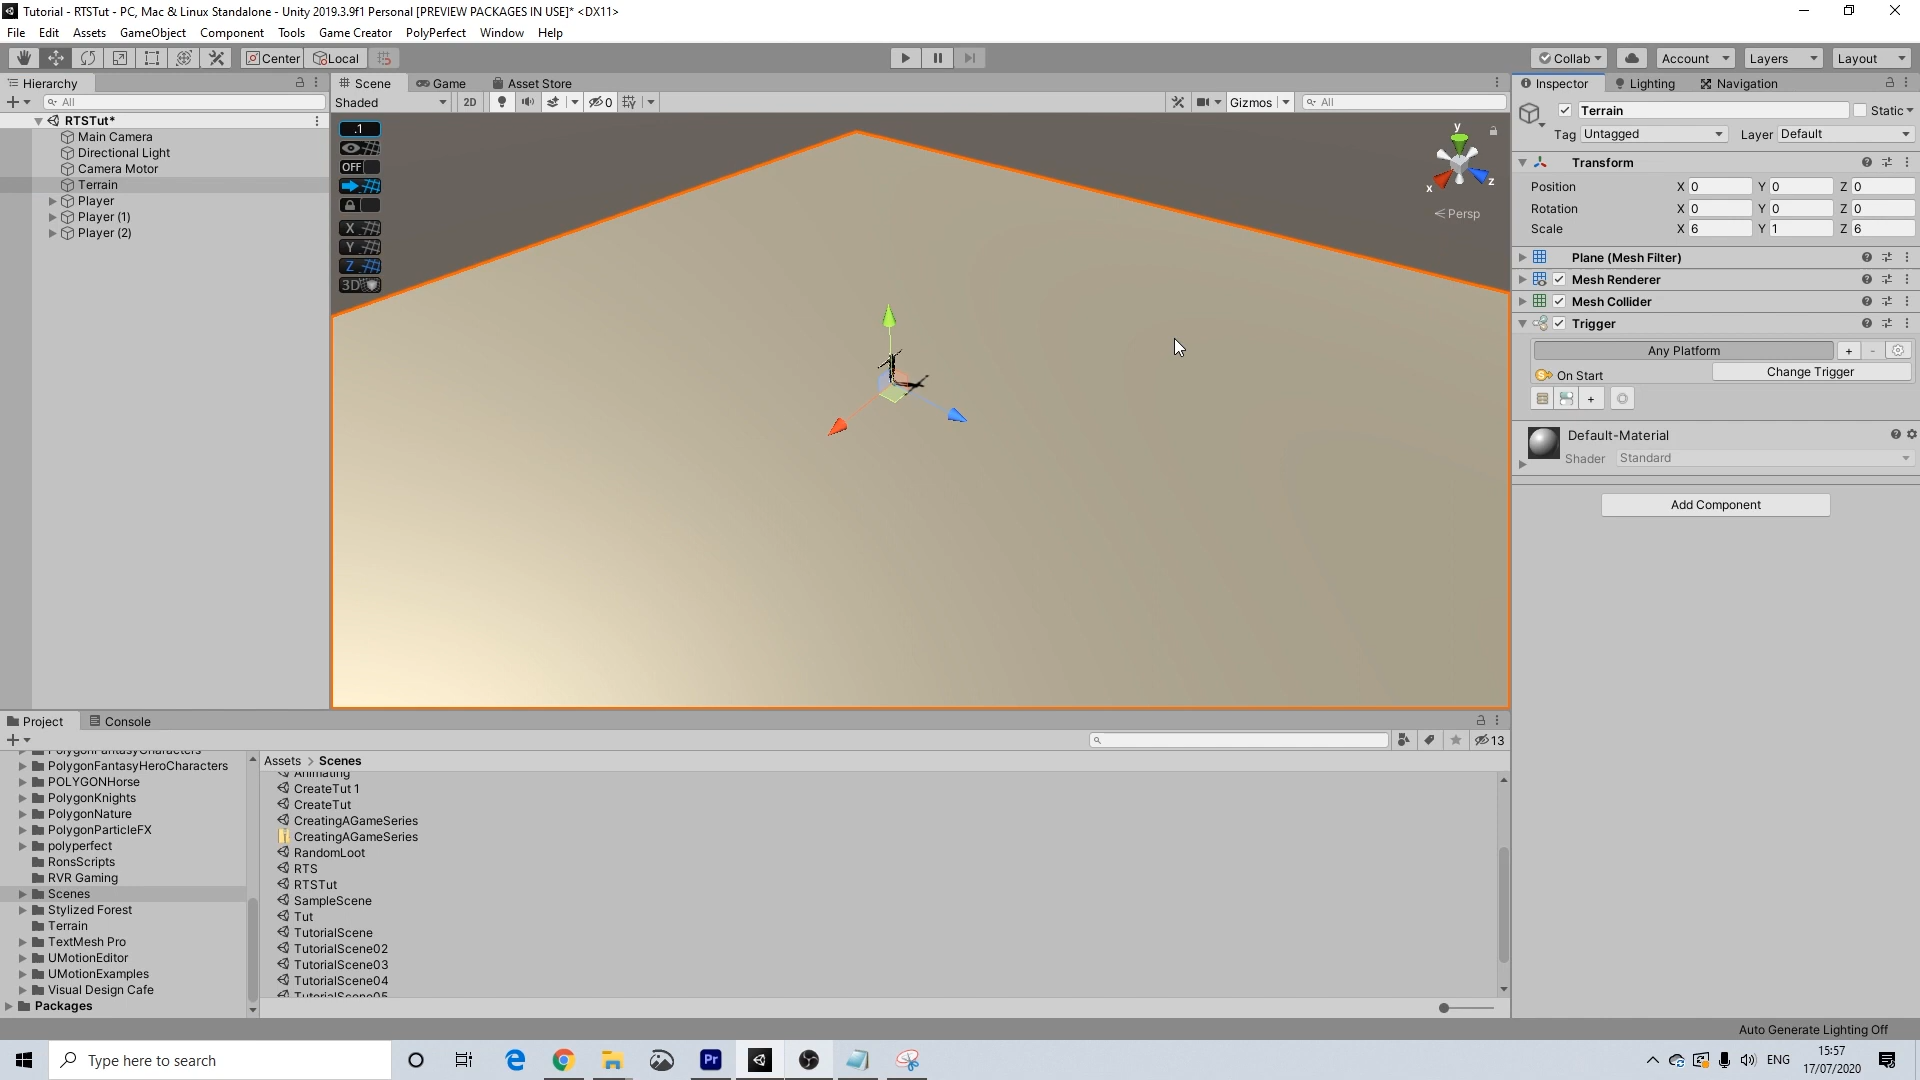 Tutorial - RTSTut - PC, Mac & Linux Standalone - Unity 2019.3.9f1 Personal [PREVIEW PACKAGES IN USE]* <DX11>
File Edit Assets GameObject Component Tools Game Creator PolyPerfect Window Help
Center Local Collab Account Layers Layout
Hierarchy
All
RTSTut*
Main Camera
Directional Light
Camera Motor
Terrain
Player
Player (1)
Player (2)
Scene Game Asset Store
Shaded 2D 0 Gizmos All
.1
OFF
X
Y
Z
3D
y
x
z
Persp
Inspector Lighting Navigation
Terrain Static
Tag Untagged Layer Default
Transform
Position X 0 Y 0 Z 0
Rotation X 0 Y 0 Z 0
Scale X 6 Y 1 Z 6
Plane (Mesh Filter)
Mesh Renderer
Mesh Collider
Trigger
Any Platform + -
On Start Change Trigger
+
Default-Material
Shader Standard
Add Component
Project Console
13
PolygonFantasyCharacters
PolygonFantasyHeroCharacters
POLYGONHorse
PolygonKnights
PolygonNature
PolygonParticleFX
polyperfect
RonsScripts
RVR Gaming
Scenes
Stylized Forest
Terrain
TextMesh Pro
UMotionEditor
UMotionExamples
Visual Design Cafe
Packages
Assets > Scenes
Animating
CreateTut 1
CreateTut
CreatingAGameSeries
CreatingAGameSeries
RandomLoot
RTS
RTSTut
SampleScene
Tut
TutorialScene
TutorialScene02
TutorialScene03
TutorialScene04
TutorialScene05
Auto Generate Lighting Off
Type here to search
Pr
ENG
15:57
17/07/2020